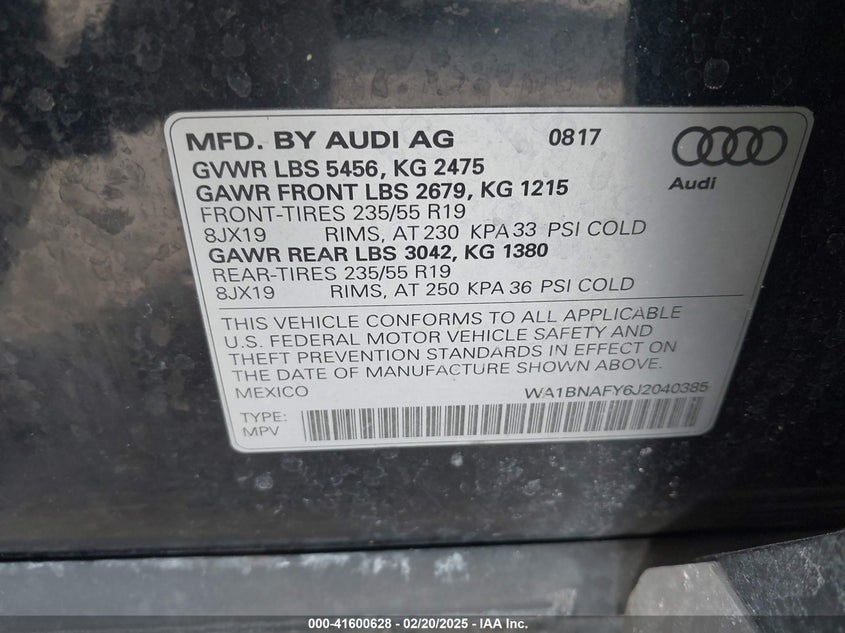 MFD. BY AUDI AG 0817
GVWR LBS 5456, KG 2475
GAWR FRONT LBS 2679, KG 1215
Audi
FRONT-TIRES 235/55 R19
8JX19 RIMS, AT 230 KPA 33 PSI COLD
GAWR REAR LBS 3042, KG 1380
REAR-TIRES 235/55 R19
8JX19 RIMS, AT 250 KPA 36 PSI COLD
THIS VEHICLE CONFORMS TO ALL APPLICABLE
U.S. FEDERAL MOTOR VEHICLE SAFETY AND
THEFT PREVENTION STANDARDS IN EFFECT ON
THE DATE OF MANUFACTURE SHOWN ABOVE.
MEXICO WA1BNAFY6J2040385
TYPE:
MPV
000-41600628 - 02/20/2025 - IAA Inc.